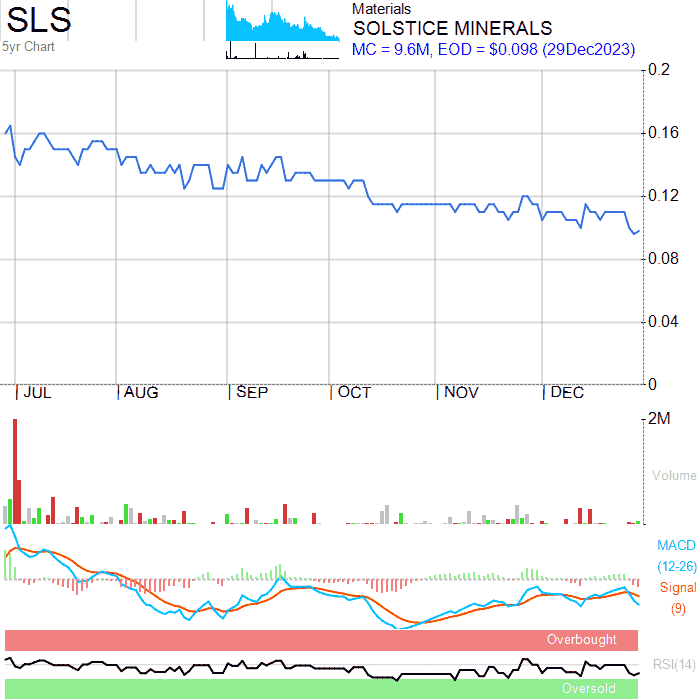 SLS
5yr Chart
Materials
SOLSTICE MINERALS
MC = 9.6M, EOD = $0.098 (29Dec2023)
0.2
0.16
0.12
0.08
0.04
0
JUL AUG SEP OCT NOV DEC
2M
Volume
MACD
(12-26)
Signal
(9)
Overbought
RSI(14)
Oversold